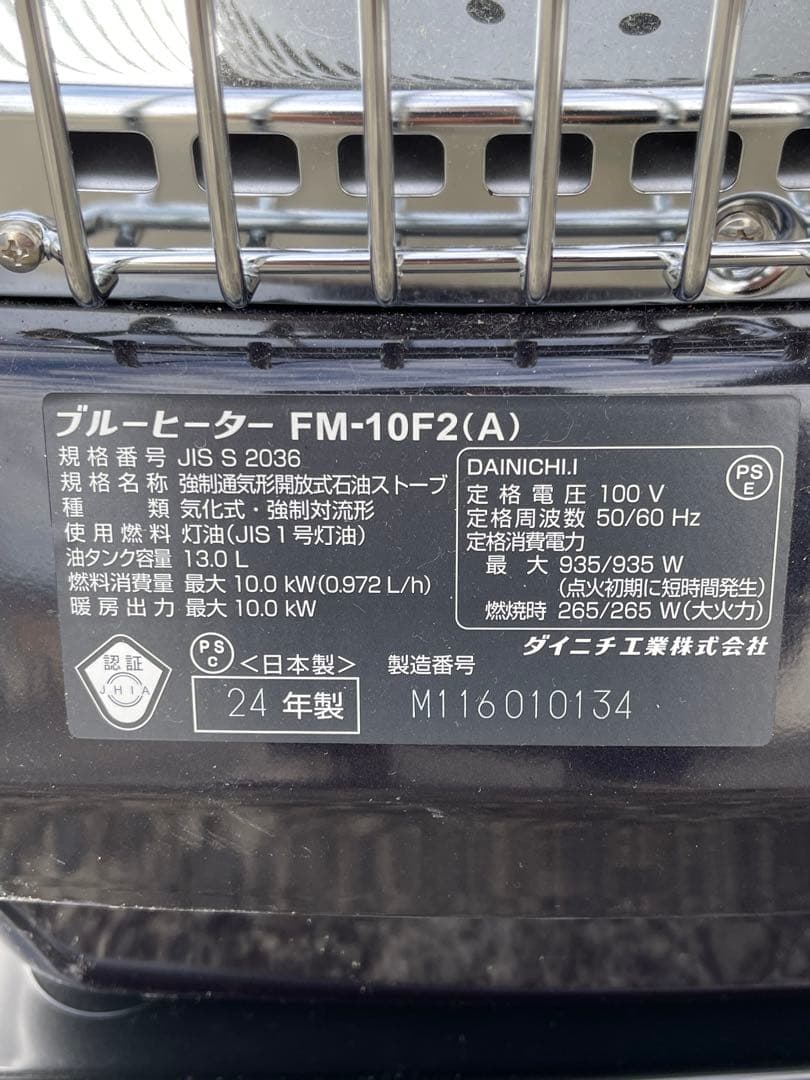 ブルーヒーター FM-10F2(A)
規格番号 JIS S 2036
規格名称 強制通気形開放式石油ストーブ
種　　類 気化式・強制対流形
使用燃料 灯油(JIS1号灯油)
油タンク容量 13.0 L
燃料消費量 最大 10.0 kW(0.972 L/h)
暖房出力 最大 10.0 kW
DAINICHI.I
PS
E
定格電圧 100 V
定格周波数 50/60 Hz
定格消費電力
最　大 935/935 W
(点火初期に短時間発生)
燃焼時 265/265 W(大火力)
ダイニチ工業株式会社
認証
JHIA
PS
C
<日本製>
製造番号
24 年製
M116010134